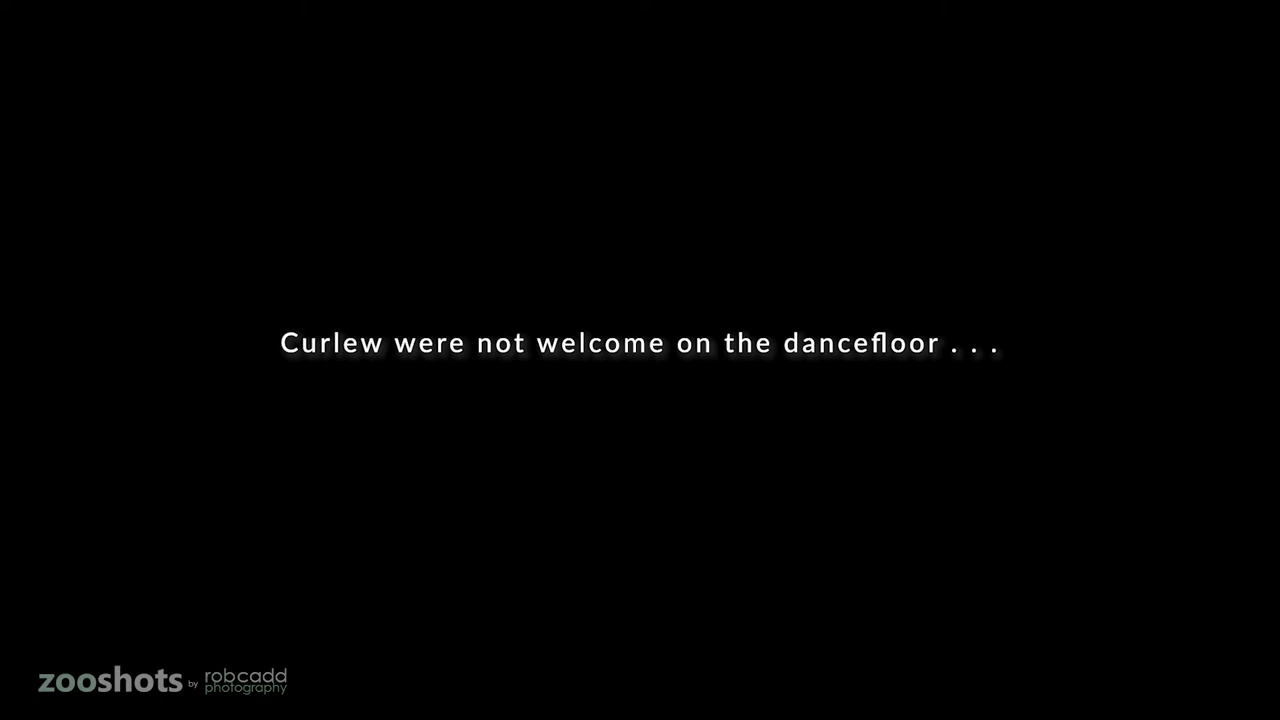 Curlew were not welcome on the dancefloor . . .
zooshots by robcadd
photography